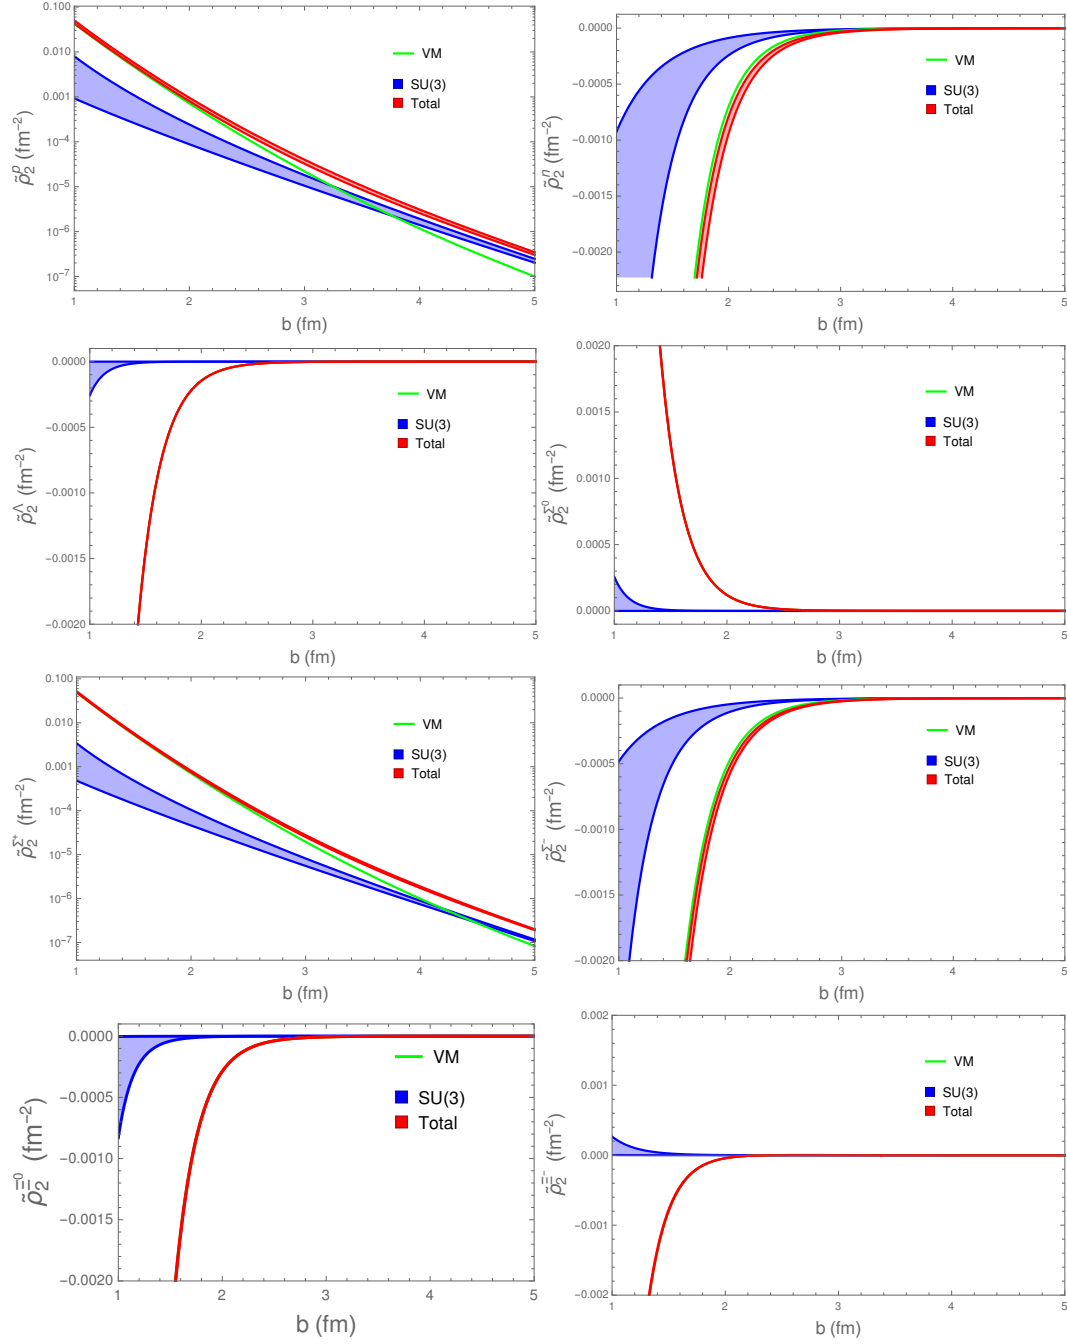 0.100
0.010
0.001
10⁻⁴
10⁻⁵
10⁻⁶
10⁻⁷
1 2 3 4 5
b (fm)
ρ̃₂ᵖ (fm⁻²)
VM
SU(3)
Total
0.0000
−0.0005
−0.0010
−0.0015
−0.0020
1 2 3 4 5
b (fm)
ρ̃₂ⁿ (fm⁻²)
VM
SU(3)
Total
0.0000
−0.0005
−0.0010
−0.0015
−0.0020
1 2 3 4 5
b (fm)
ρ̃₂^Λ (fm⁻²)
VM
SU(3)
Total
0.0020
0.0015
0.0010
0.0005
0.0000
1 2 3 4 5
b (fm)
ρ̃₂^Σ⁰ (fm⁻²)
VM
SU(3)
Total
0.100
0.010
0.001
10⁻⁴
10⁻⁵
10⁻⁶
10⁻⁷
1 2 3 4 5
b (fm)
ρ̃₂^Σ⁺ (fm⁻²)
VM
SU(3)
Total
0.0000
−0.0005
−0.0010
−0.0015
−0.0020
1 2 3 4 5
b (fm)
ρ̃₂^Σ⁻ (fm⁻²)
VM
SU(3)
Total
0.0000
−0.0005
−0.0010
−0.0015
−0.0020
1 2 3 4 5
b (fm)
ρ̃₂^Ξ⁰ (fm⁻²)
VM
SU(3)
Total
0.002
0.001
0.000
−0.001
−0.002
1 2 3 4 5
b (fm)
ρ̃₂^Ξ⁻ (fm⁻²)
VM
SU(3)
Total